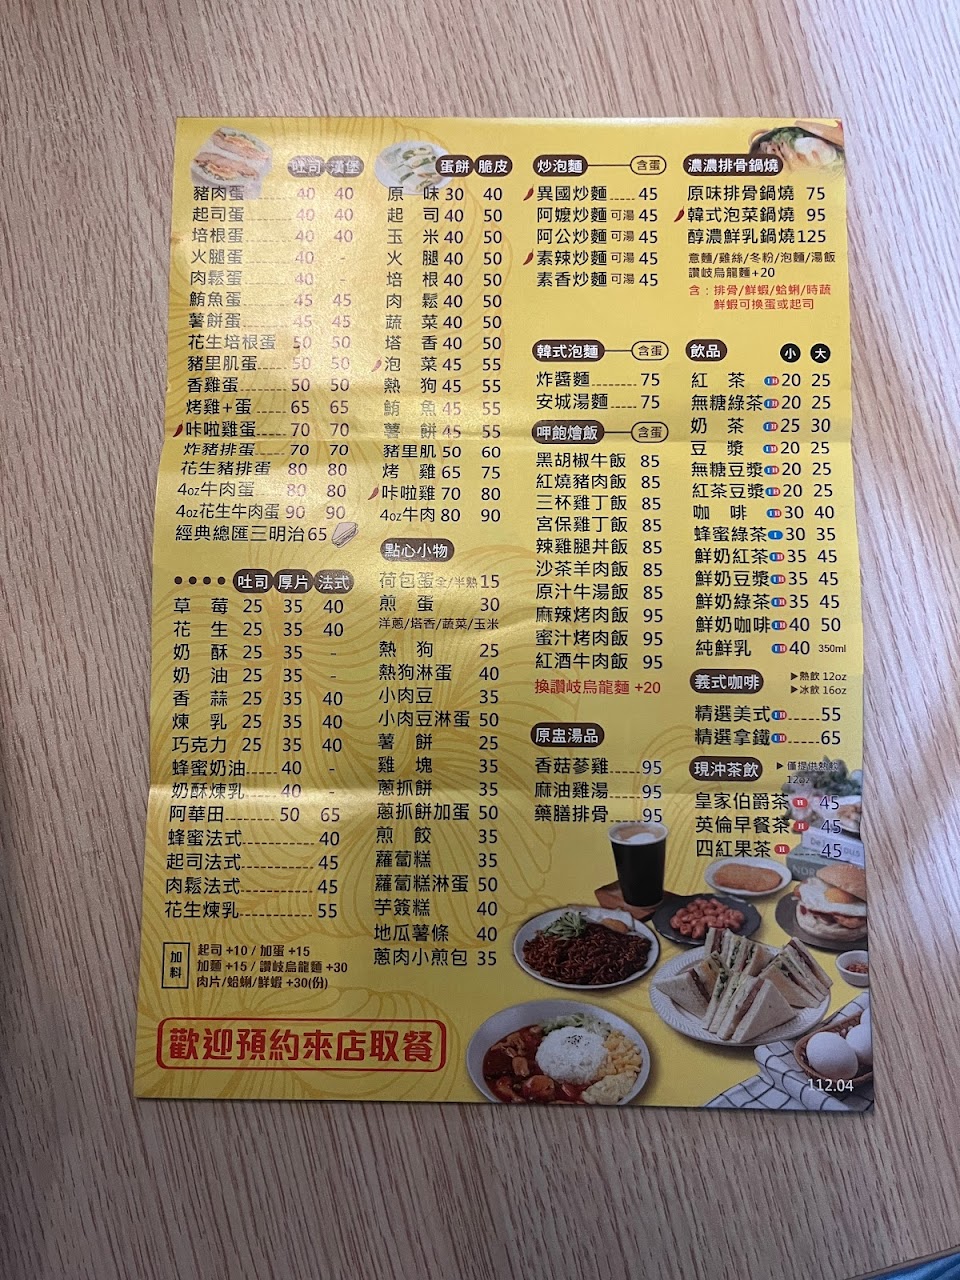 吐司 漢堡
豬肉蛋 40 40
起司蛋 40 40
培根蛋 40 40
火腿蛋 40 -
肉鬆蛋 40 -
鮪魚蛋 45 45
薯餅蛋 45 45
花生培根蛋 50 50
豬里肌蛋 50 50
香雞蛋 50 50
烤雞+蛋 65 65
咔啦雞蛋 70 70
炸豬排蛋 70 70
花生豬排蛋 80 80
4oz牛肉蛋 80 80
4oz花生牛肉蛋 90 90
經典總匯三明治 65
吐司 厚片 法式
草莓 25 35 40
花生 25 35 40
奶酥 25 35 -
奶油 25 35 -
香蒜 25 35 40
煉乳 25 35 40
巧克力 25 35 40
蜂蜜奶油 40 -
奶酥煉乳 40 -
阿華田 50 65
蜂蜜法式 40
起司法式 45
肉鬆法式 45
花生煉乳 55
加料
起司+10 / 加蛋+15
加麵+15 / 讚岐烏龍麵+30
肉片/蛤蜊/鮮蝦+30(份)
歡迎預約來店取餐
蛋餅 脆皮
原味 30 40
起司 40 50
玉米 40 50
火腿 40 50
培根 40 50
肉鬆 40 50
蔬菜 40 50
塔香 40 50
泡菜 45 55
熱狗 45 55
鮪魚 45 55
薯餅 45 55
豬里肌 50 60
烤雞 65 75
咔啦雞 70 80
4oz牛肉 80 90
點心小物
荷包蛋全/半熟 15
煎蛋 30
洋蔥/塔香/蔬菜/玉米
熱狗 25
熱狗淋蛋 40
小肉豆 35
小肉豆淋蛋 50
薯餅 25
雞塊 35
蔥抓餅 35
蔥抓餅加蛋 50
煎餃 35
蘿蔔糕 35
蘿蔔糕淋蛋 50
芋簽糕 40
地瓜薯條 40
蔥肉小煎包 35
炒泡麵 含蛋
異國炒麵 45
阿嬤炒麵 可湯 45
阿公炒麵 可湯 45
素辣炒麵 可湯 45
素香炒麵 可湯 45
韓式泡麵 含蛋
炸醬麵 75
安城湯麵 75
呷飽燴飯 含蛋
黑胡椒牛飯 85
紅燒豬肉飯 85
三杯雞丁飯 85
宮保雞丁飯 85
辣雞腿丼飯 85
沙茶羊肉飯 85
原汁牛湯飯 85
麻辣烤肉飯 95
蜜汁烤肉飯 95
紅酒牛肉飯 95
換讚岐烏龍麵 +20
原盅湯品
香菇蔘雞 95
麻油雞湯 95
藥膳排骨 95
濃濃排骨鍋燒
原味排骨鍋燒 75
韓式泡菜鍋燒 95
醇濃鮮乳鍋燒 125
意麵/雞絲/冬粉/泡麵/湯飯
讚岐烏龍麵+20
含：排骨/鮮蝦/蛤蜊/時蔬
鮮蝦可換蛋或起司
飲品 小 大
紅茶 I H 20 25
無糖綠茶 I H 20 25
奶茶 I H 25 30
豆漿 I H 20 25
無糖豆漿 I H 20 25
紅茶豆漿 I H 20 25
咖啡 I H 30 40
蜂蜜綠茶 I 30 35
鮮奶紅茶 I H 35 45
鮮奶豆漿 I H 35 45
鮮奶綠茶 I H 35 45
鮮奶咖啡 I H 40 50
純鮮乳 I H 40 350ml
義式咖啡 ▶熱飲 12oz
▶冰飲 16oz
精選美式 I H 55
精選拿鐵 I H 65
現沖茶飲 ▶僅提供熱飲
12oz
皇家伯爵茶 H 45
英倫早餐茶 H 45
四紅果茶 H 45
112.04